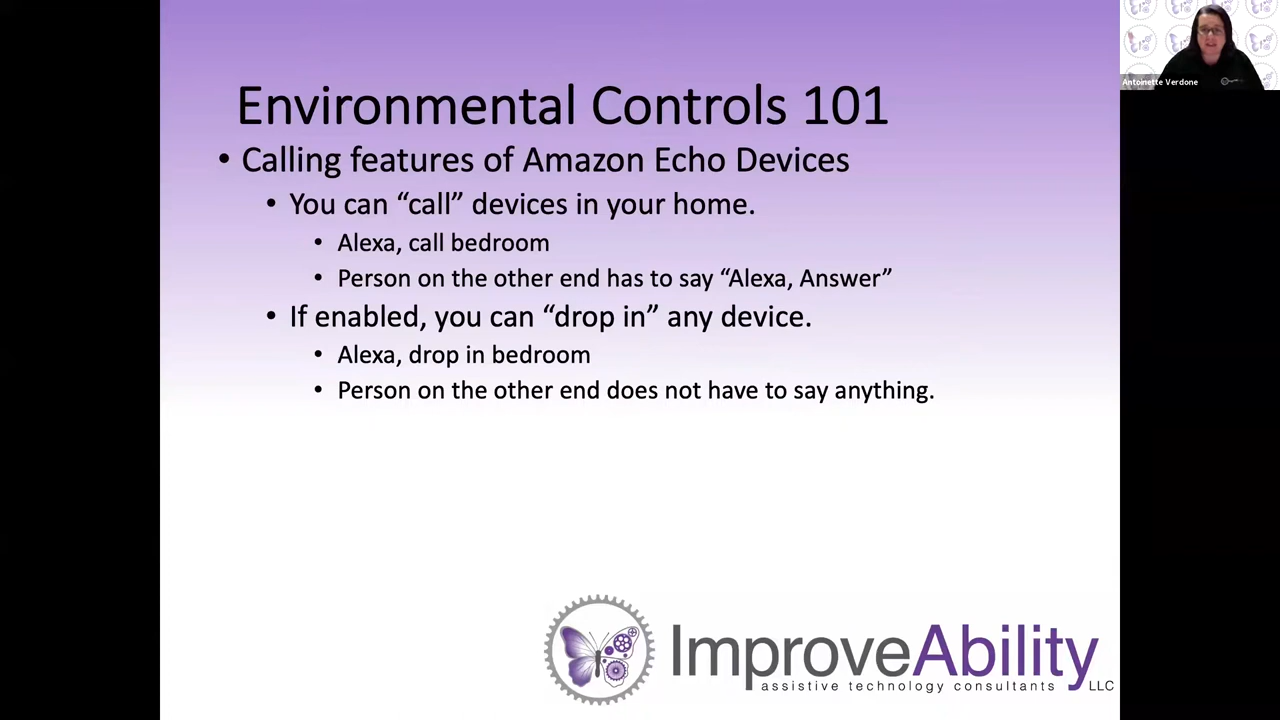 Environmental Controls 101
• Calling features of Amazon Echo Devices
• You can “call” devices in your home.
• Alexa, call bedroom
• Person on the other end has to say “Alexa, Answer”
• If enabled, you can “drop in” any device.
• Alexa, drop in bedroom
• Person on the other end does not have to say anything.
Antoinette Verdone
ImproveAbility
assistive technology consultants LLC